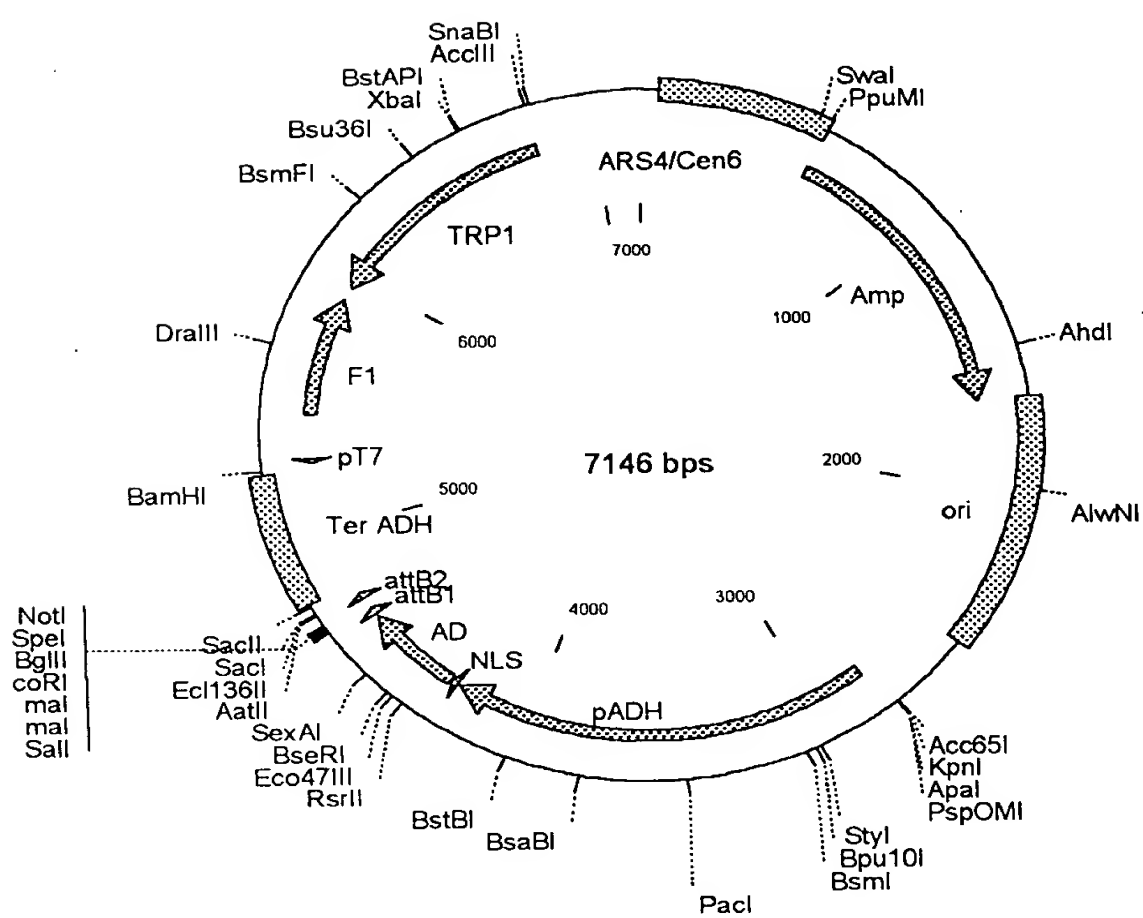 SnaBI
AccIII
BstAPI
XbaI
Bsu36I
BsmFI
DraIII
BamHI
SwaI
PpuMI
AhdI
AlwNI
ARS4/Cen6
TRP1
7000
Amp
1000
6000
F1
pT7
7146 bps
2000
5000
Ter ADH
ori
attB2
attB1
AD
NLS
4000
3000
pADH
NotI
SpeI
BglII
coRI
maI
maI
SalI
SacII
SacI
Ecl136II
AatII
SexAI
BseRI
Eco47III
RsrII
BstBI
BsaBI
PacI
Acc65I
KpnI
ApaI
PspOMI
StyI
Bpu10I
BsmI